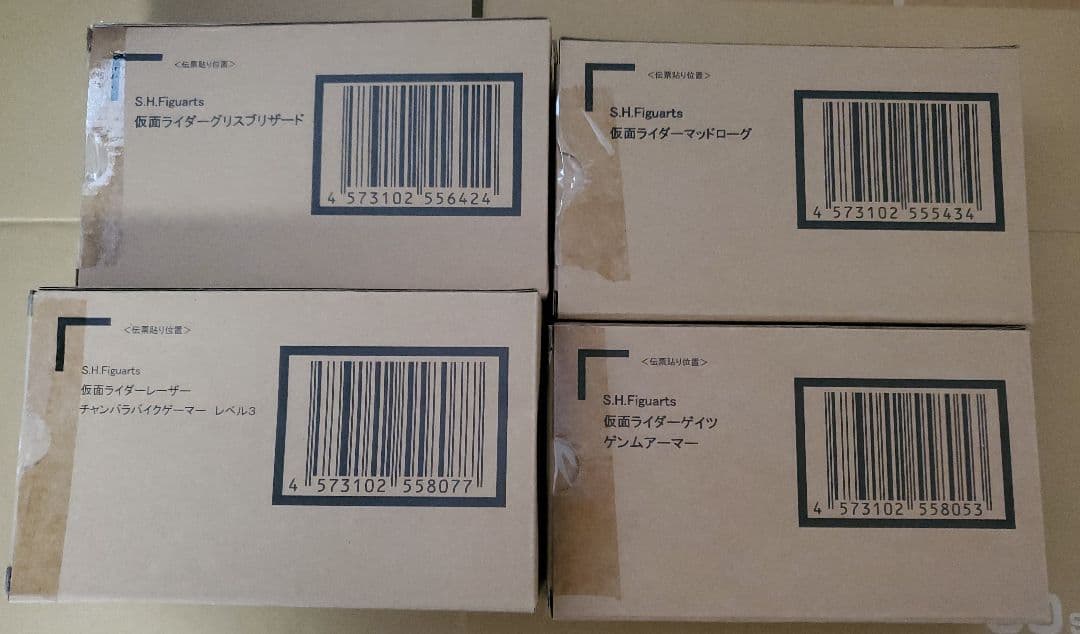 <伝票貼り位置>
S.H.Figuarts
仮面ライダーグリスブリザード
4 573102 556424
<伝票貼り位置>
S.H.Figuarts
仮面ライダーマッドローグ
4 573102 555434
<伝票貼り位置>
S.H.Figuarts
仮面ライダーレーザー
チャンバラバイクゲーマー レベル3
4 573102 558077
<伝票貼り位置>
S.H.Figuarts
仮面ライダーゲイツ
ゲンムアーマー
4 573102 558053